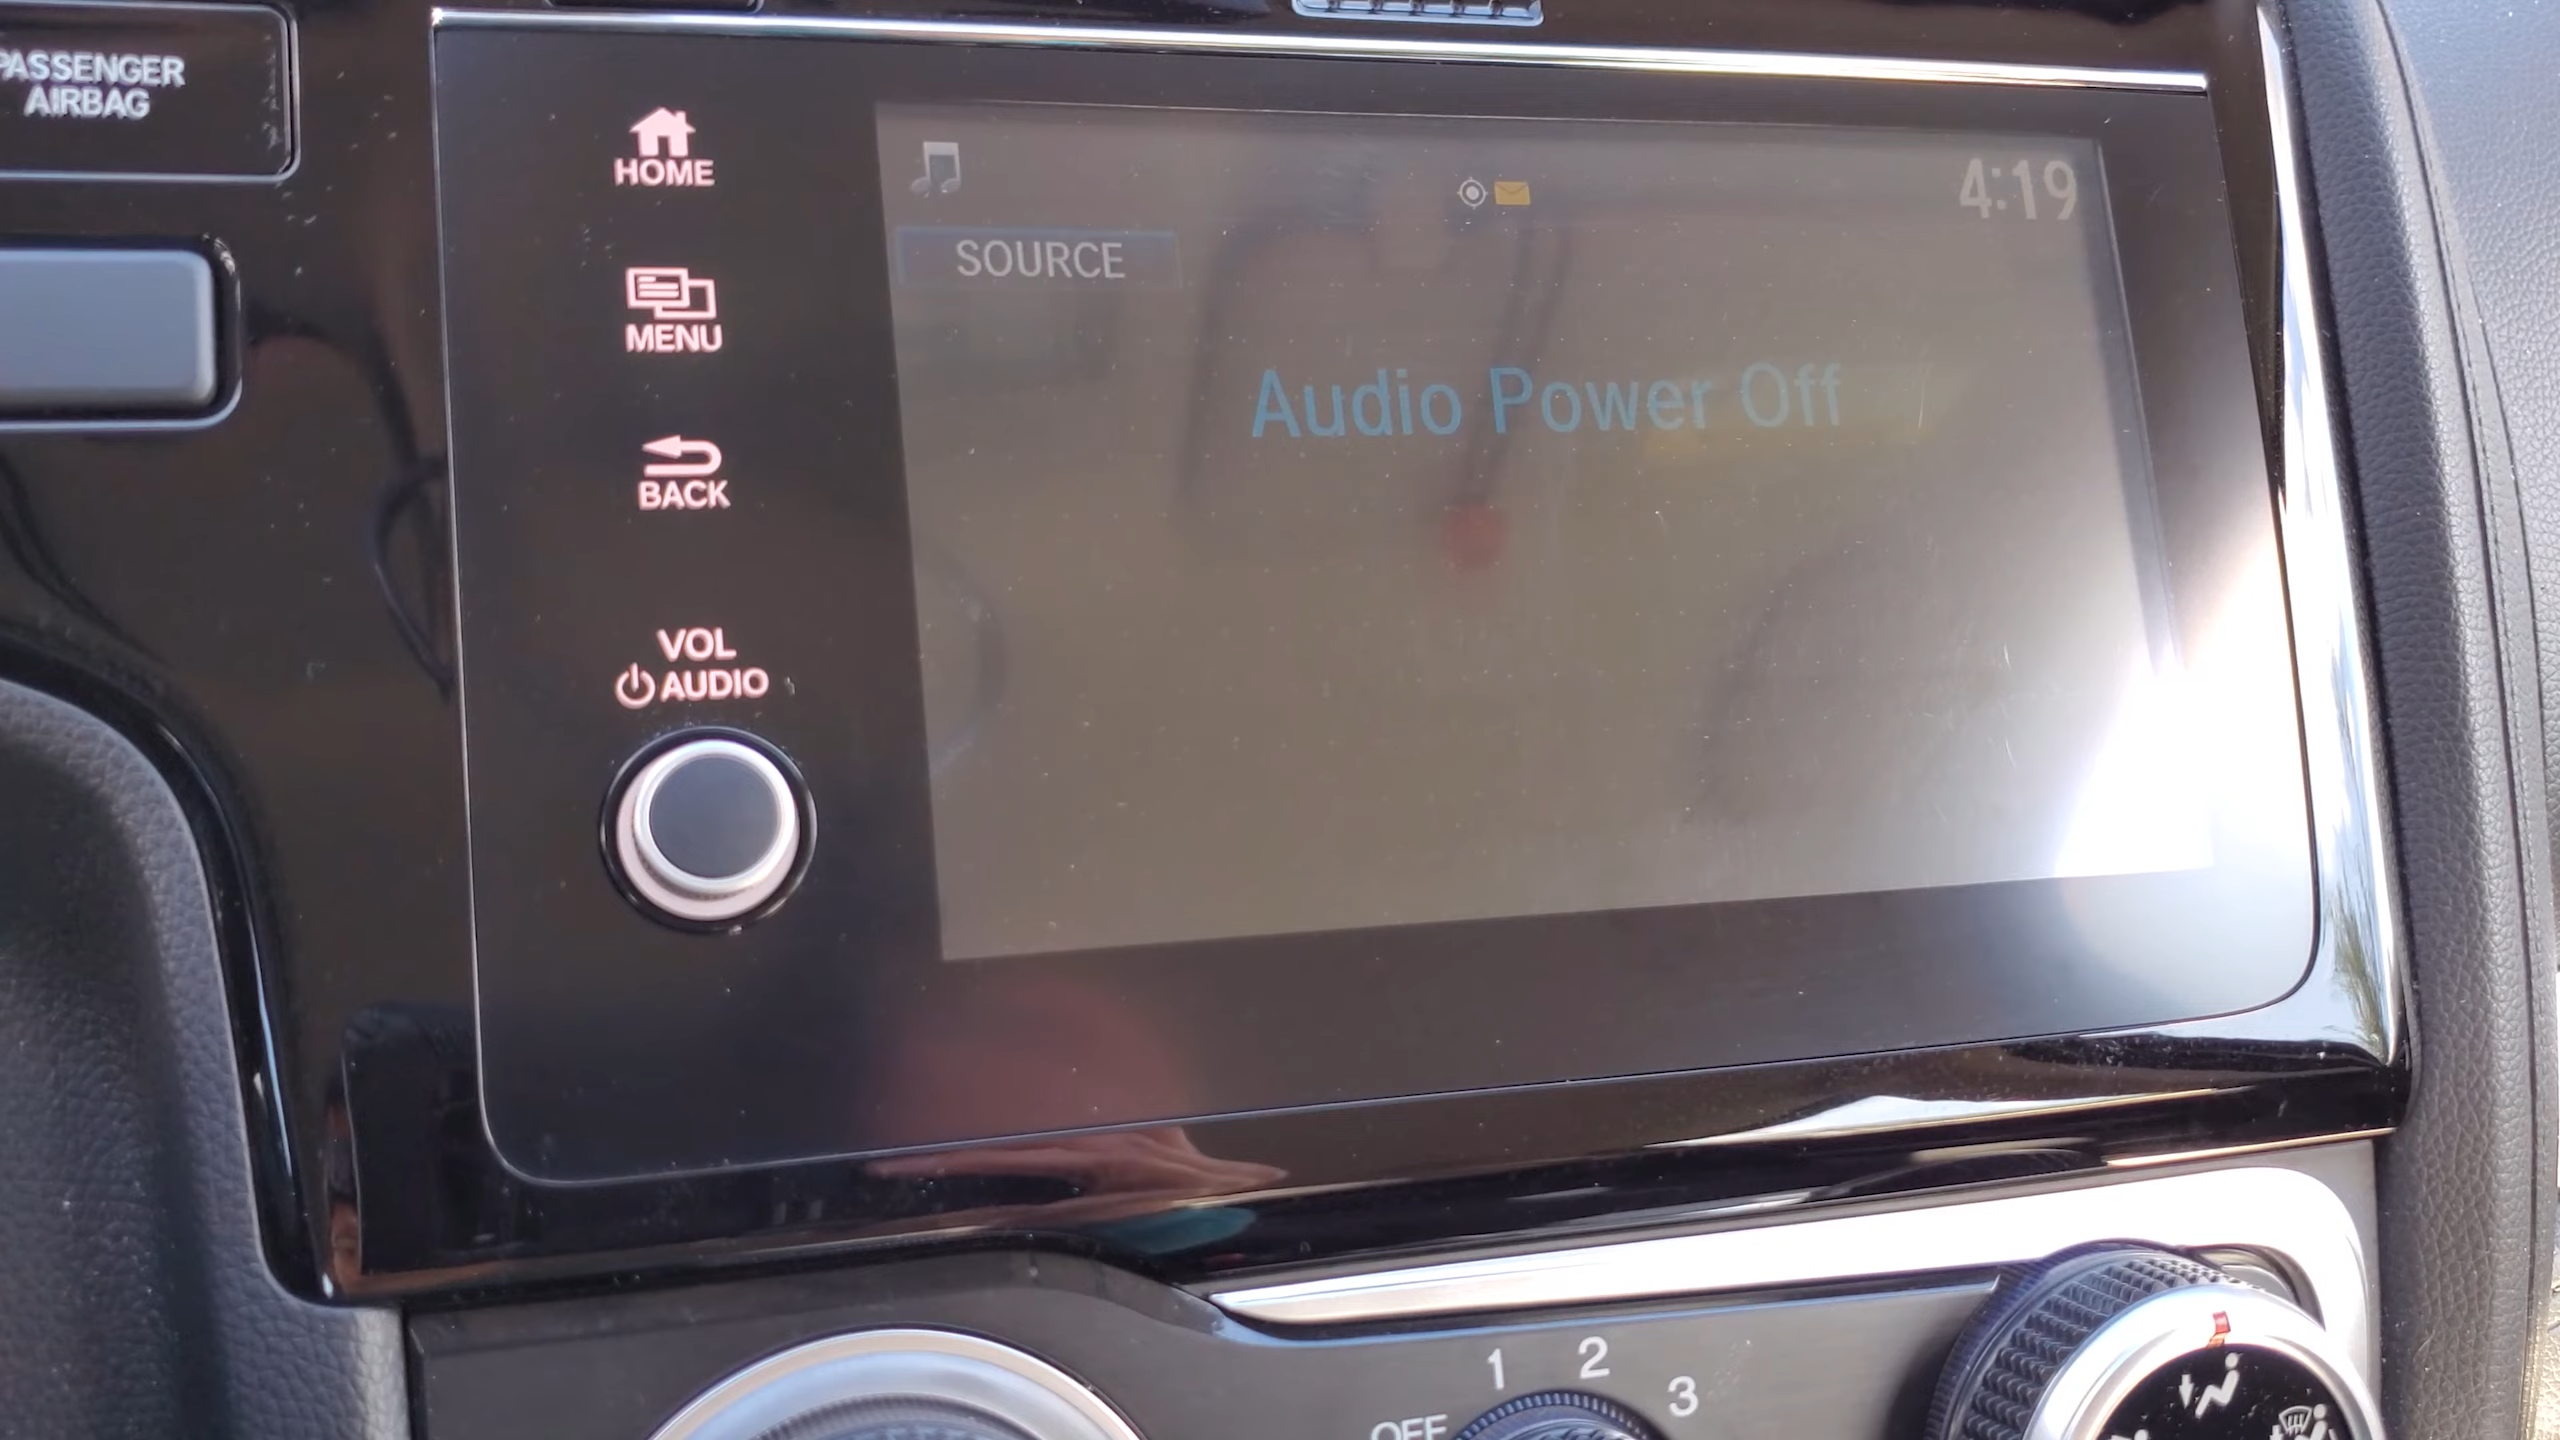 PASSENGER
AIRBAG
HOME
MENU
BACK
VOL
AUDIO
4:19
SOURCE
Audio Power Off
1
2
3
OFF